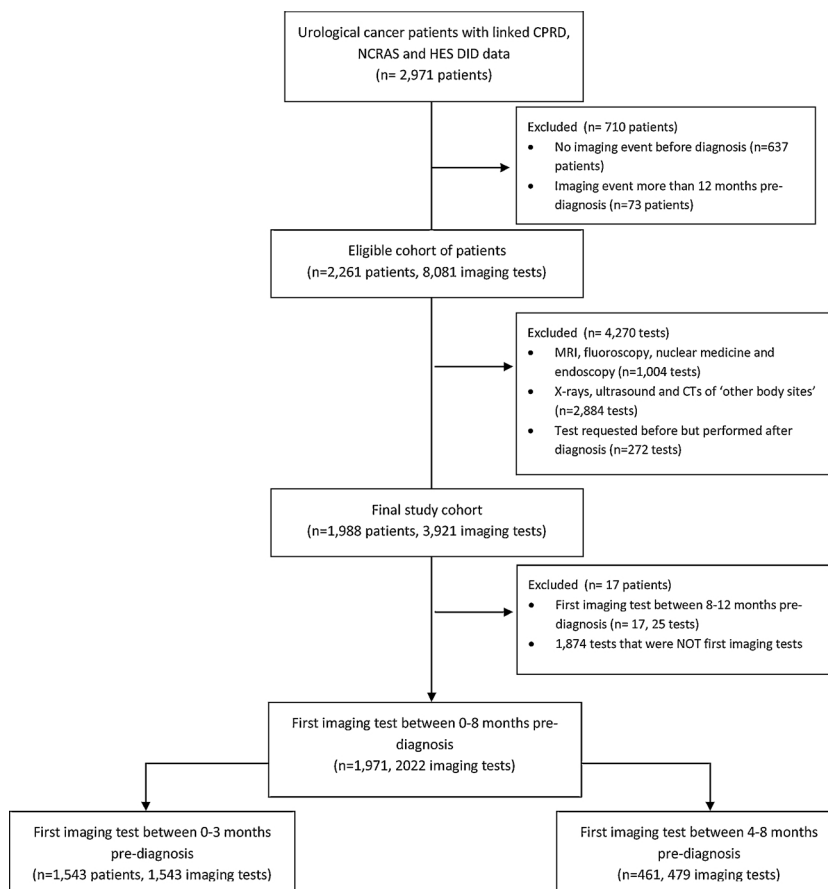 Urological cancer patients with linked CPRD,
NCRAS and HES DID data
(n= 2,971 patients)
Excluded (n= 710 patients)
• No imaging event before diagnosis (n=637
patients)
• Imaging event more than 12 months pre-
diagnosis (n=73 patients)
Eligible cohort of patients
(n=2,261 patients, 8,081 imaging tests)
Excluded (n= 4,270 tests)
• MRI, fluoroscopy, nuclear medicine and
endoscopy (n=1,004 tests)
• X-rays, ultrasound and CTs of ‘other body sites’
(n=2,884 tests)
• Test requested before but performed after
diagnosis (n=272 tests)
Final study cohort
(n=1,988 patients, 3,921 imaging tests)
Excluded (n= 17 patients)
• First imaging test between 8-12 months pre-
diagnosis (n= 17, 25 tests)
• 1,874 tests that were NOT first imaging tests
First imaging test between 0-8 months pre-
diagnosis
(n=1,971, 2022 imaging tests)
First imaging test between 0-3 months
pre-diagnosis
(n=1,543 patients, 1,543 imaging tests)
First imaging test between 4-8 months
pre-diagnosis
(n=461, 479 imaging tests)